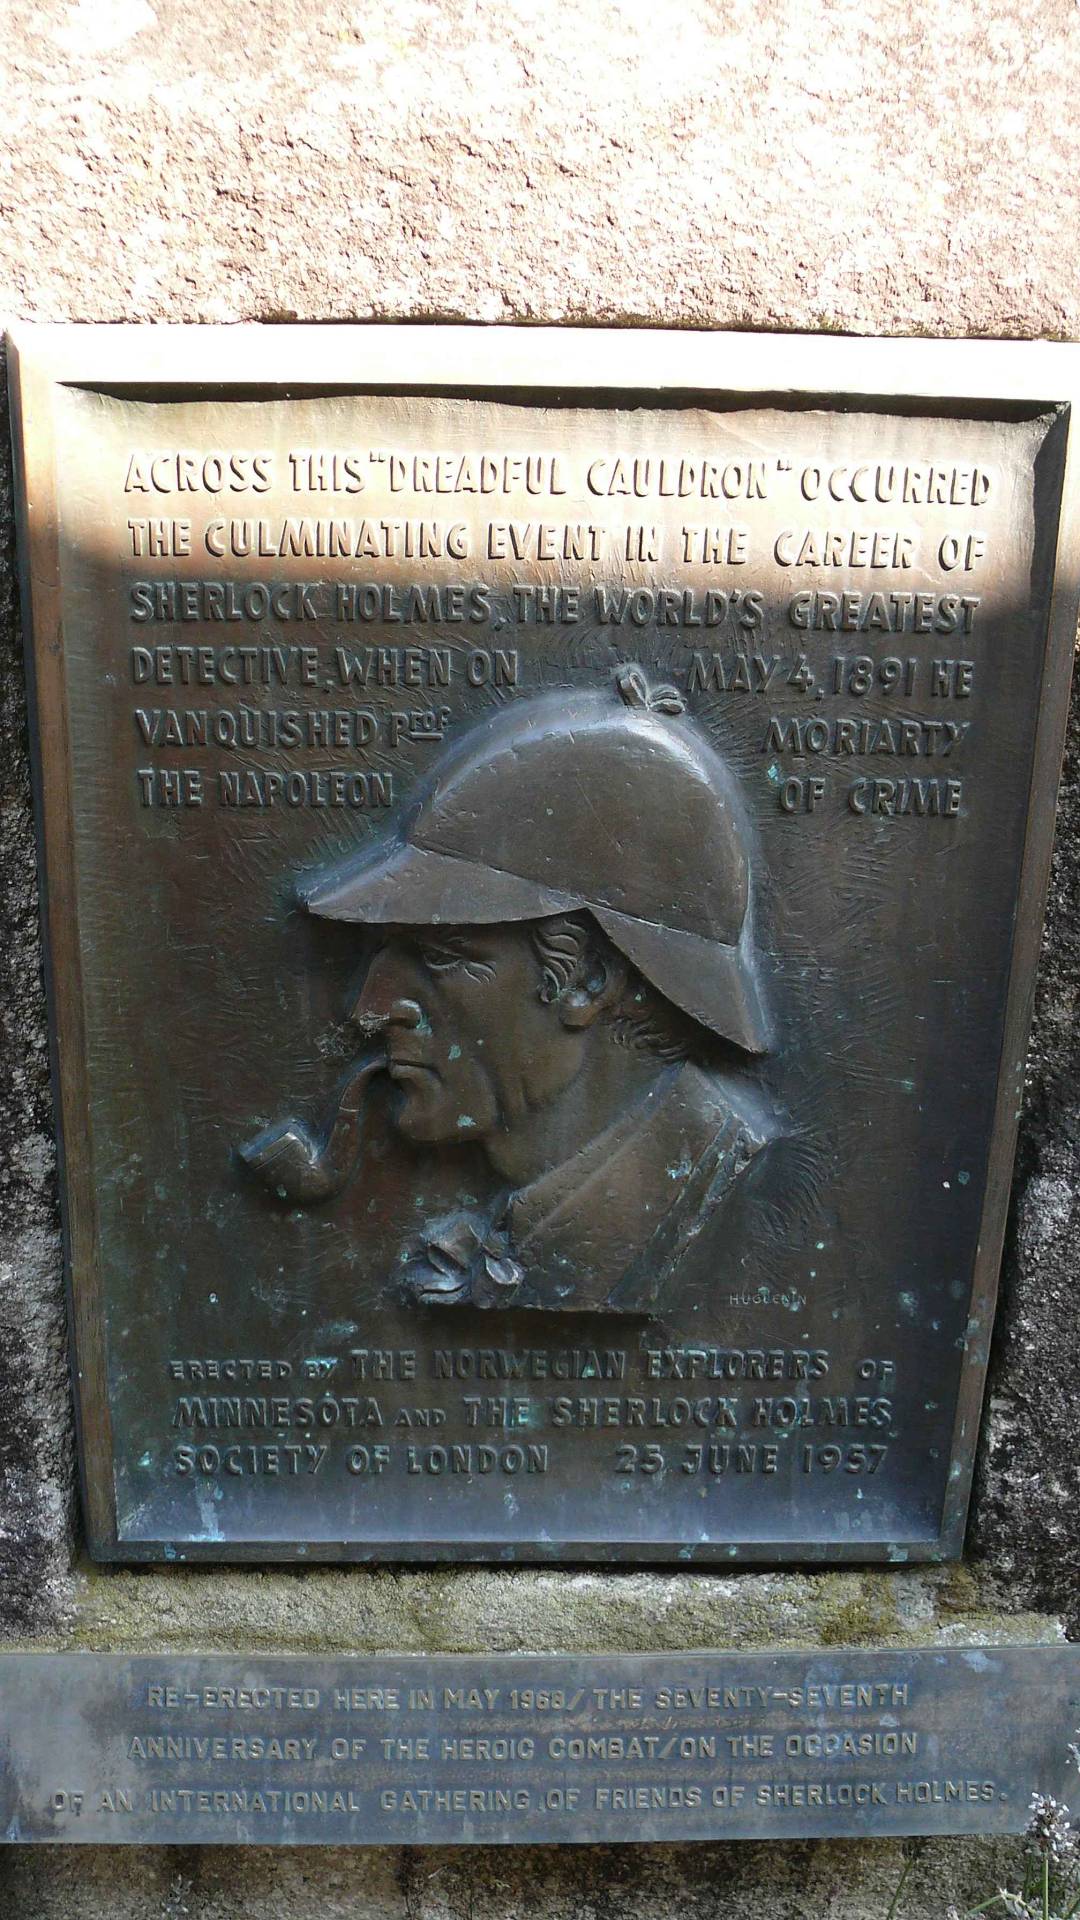 ACROSS THIS "DREADFUL CAULDRON" OCCURRED
THE CULMINATING EVENT IN THE CAREER OF
SHERLOCK HOLMES, THE WORLD'S GREATEST
DETECTIVE, WHEN ON MAY 4, 1891 HE
VANQUISHED PROF. MORIARTY
THE NAPOLEON OF CRIME
HUGUENIN
ERECTED BY THE NORWEGIAN EXPLORERS OF
MINNESOTA AND THE SHERLOCK HOLMES
SOCIETY OF LONDON 25 JUNE 1957
RE-ERECTED HERE IN MAY 1968/THE SEVENTY-SEVENTH
ANNIVERSARY OF THE HEROIC COMBAT/ON THE OCCASION
OF AN INTERNATIONAL GATHERING OF FRIENDS OF SHERLOCK HOLMES.